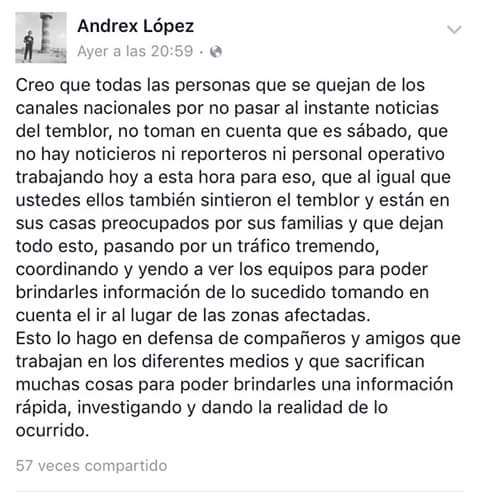 Andrex López
Ayer a las 20:59 ·
Creo que todas las personas que se quejan de los
canales nacionales por no pasar al instante noticias
del temblor, no toman en cuenta que es sábado, que
no hay noticieros ni reporteros ni personal operativo
trabajando hoy a esta hora para eso, que al igual que
ustedes ellos también sintieron el temblor y están en
sus casas preocupados por sus familias y que dejan
todo esto, pasando por un tráfico tremendo,
coordinando y yendo a ver los equipos para poder
brindarles información de lo sucedido tomando en
cuenta el ir al lugar de las zonas afectadas.
Esto lo hago en defensa de compañeros y amigos que
trabajan en los diferentes medios y que sacrifican
muchas cosas para poder brindarles una información
rápida, investigando y dando la realidad de lo
ocurrido.
57 veces compartido